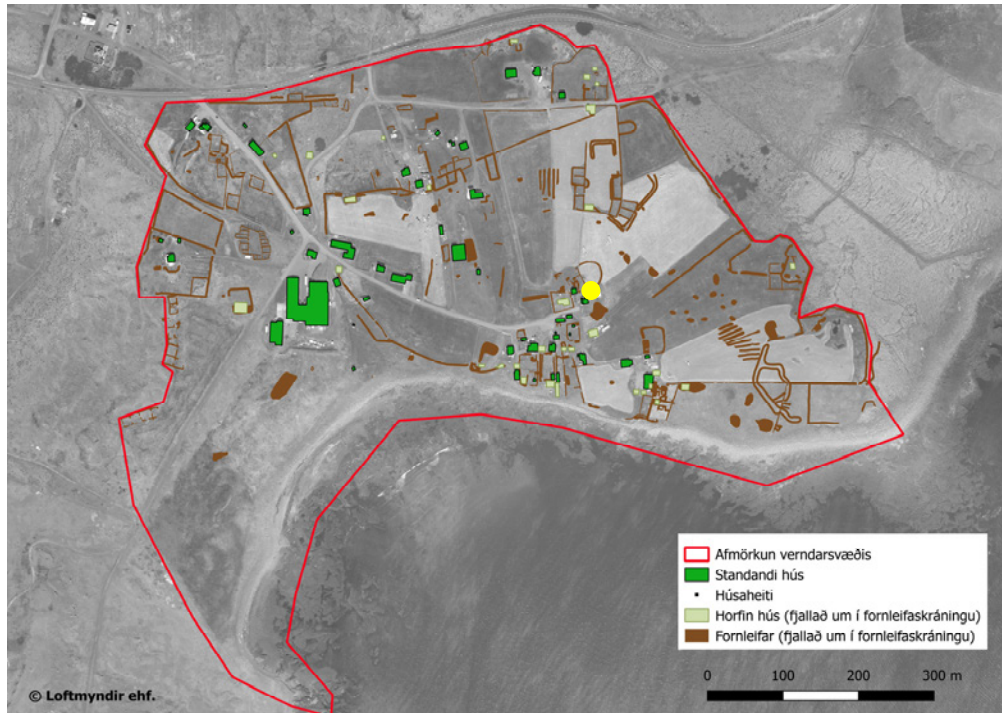 Afmörkun verndarsvæðis
Standandi hús
Húsaheiti
Horfin hús (fjallað um í fornleifaskráningu)
Fornleifar (fjallað um í fornleifaskráningu)
0 100 200 300 m
© Loftmyndir ehf.